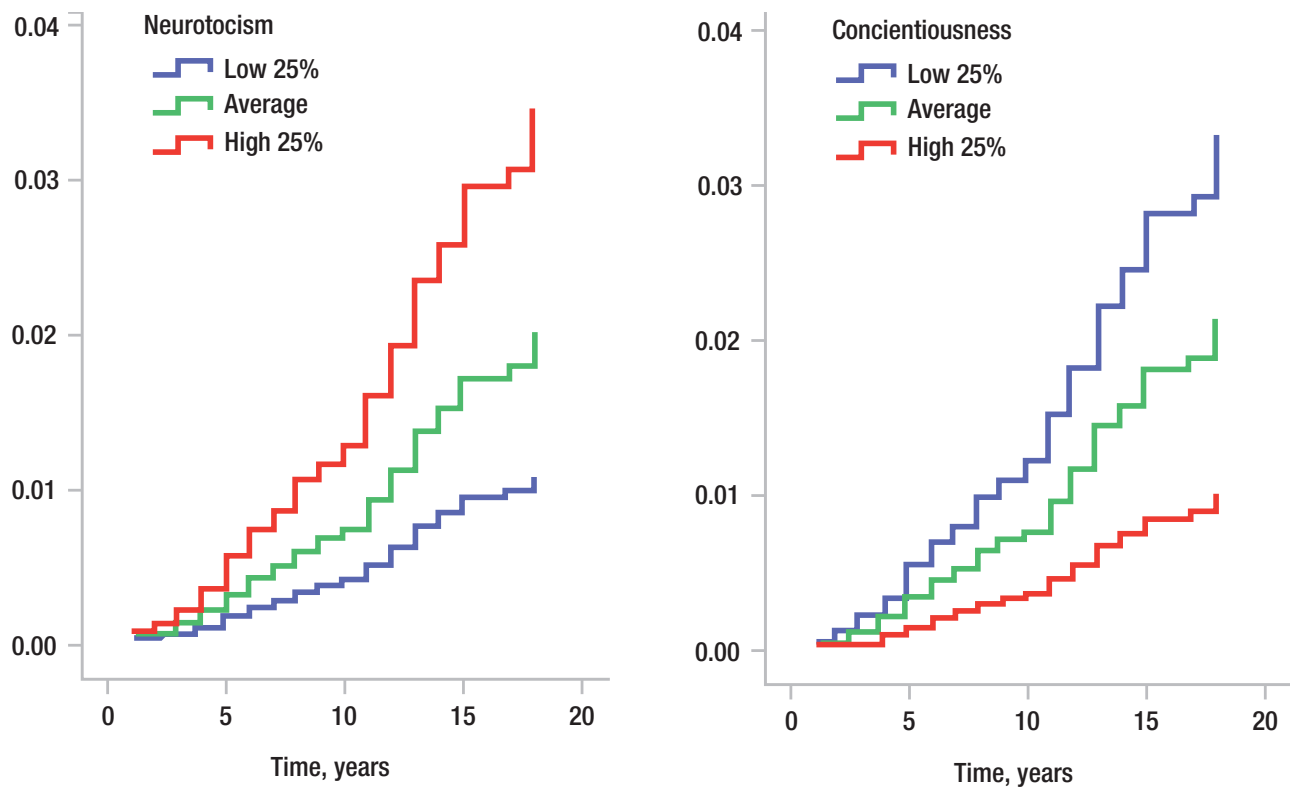 Neurotocism
Low 25%
Average
High 25%
0.04
0.03
0.02
0.01
0.00
0 5 10 15 20
Time, years
Concientiousness
Low 25%
Average
High 25%
0.04
0.03
0.02
0.01
0.00
0 5 10 15 20
Time, years